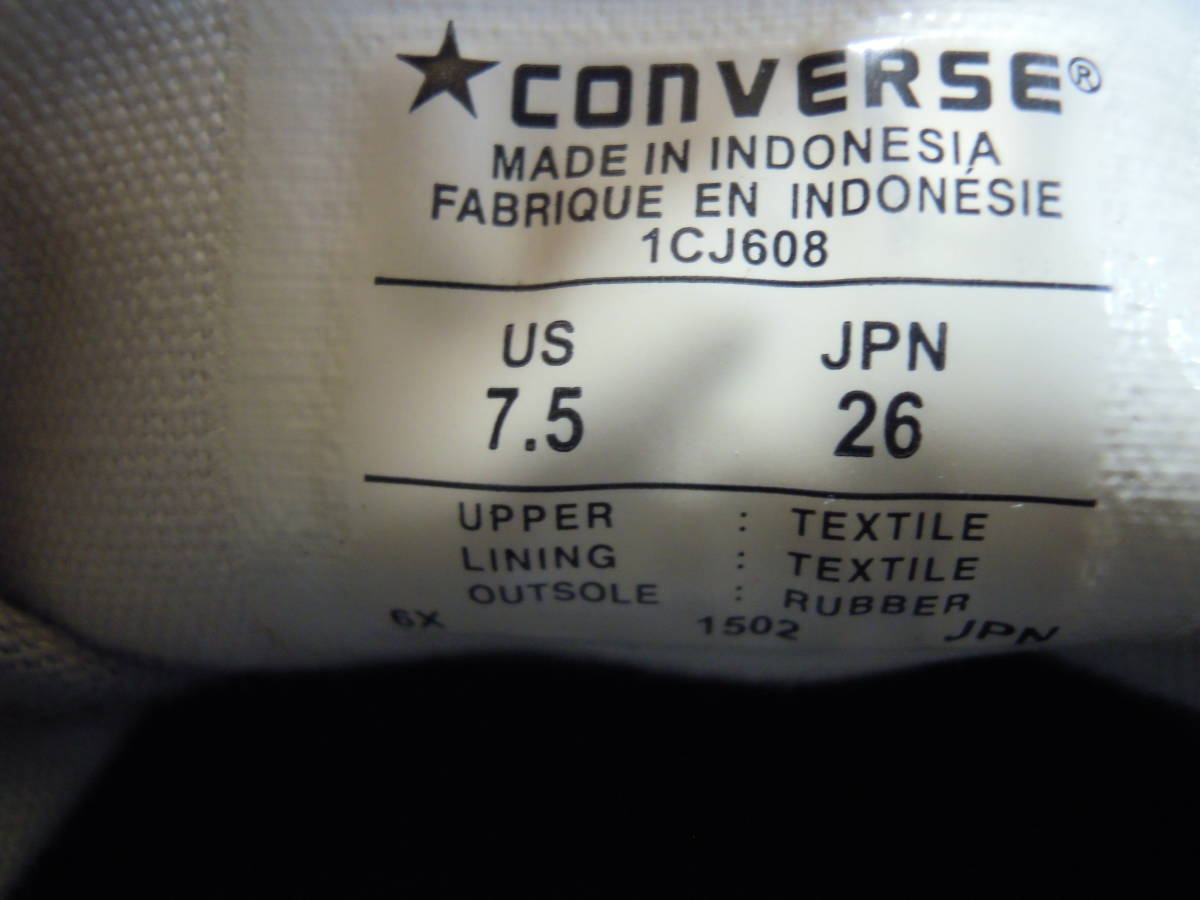 ★CONVERSE®
MADE IN INDONESIA
FABRIQUE EN INDONÉSIE
1CJ608
US JPN
7.5 26
UPPER : TEXTILE
LINING : TEXTILE
OUTSOLE : RUBBER
6X 1502 JPN